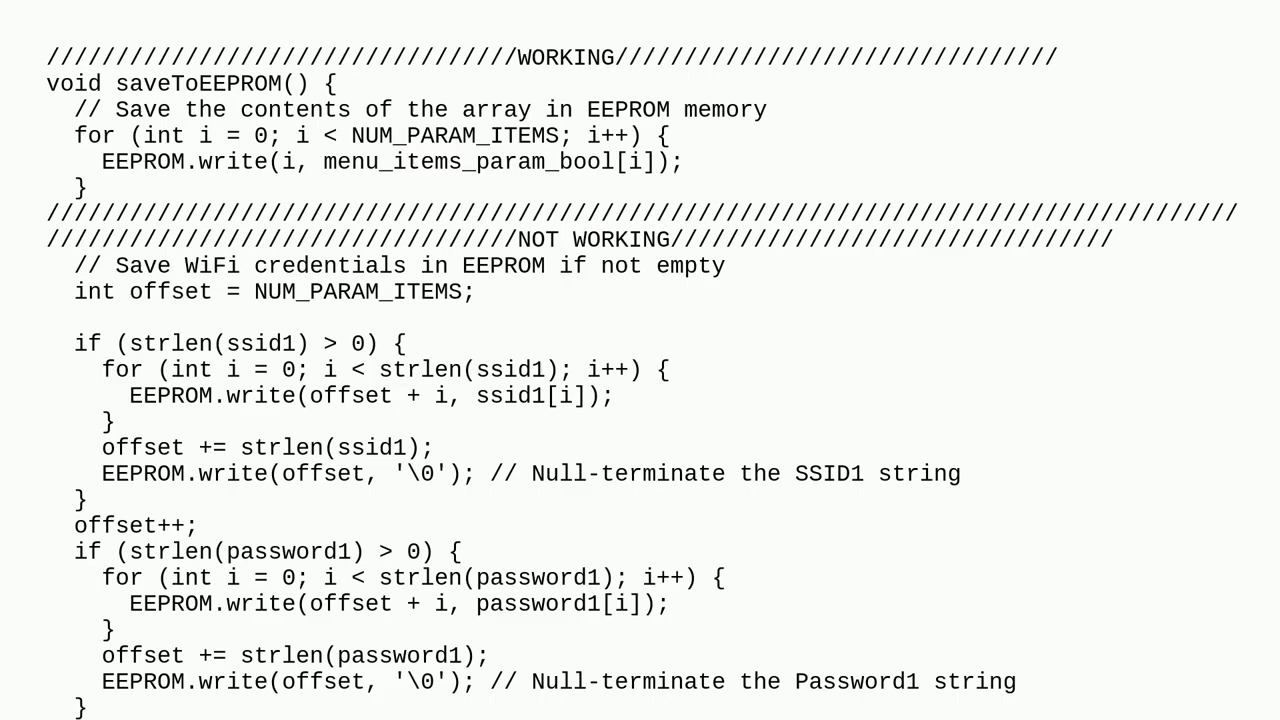 //////////////////////////////////WORKING////////////////////////////////
void saveToEEPROM() {
  // Save the contents of the array in EEPROM memory
  for (int i = 0; i < NUM_PARAM_ITEMS; i++) {
    EEPROM.write(i, menu_items_param_bool[i]);
  }
//////////////////////////////////////////////////////////////////////////////////////
//////////////////////////////////NOT WORKING////////////////////////////////
  // Save WiFi credentials in EEPROM if not empty
  int offset = NUM_PARAM_ITEMS;

  if (strlen(ssid1) > 0) {
    for (int i = 0; i < strlen(ssid1); i++) {
      EEPROM.write(offset + i, ssid1[i]);
    }
    offset += strlen(ssid1);
    EEPROM.write(offset, '\0'); // Null-terminate the SSID1 string
  }
  offset++;
  if (strlen(password1) > 0) {
    for (int i = 0; i < strlen(password1); i++) {
      EEPROM.write(offset + i, password1[i]);
    }
    offset += strlen(password1);
    EEPROM.write(offset, '\0'); // Null-terminate the Password1 string
  }